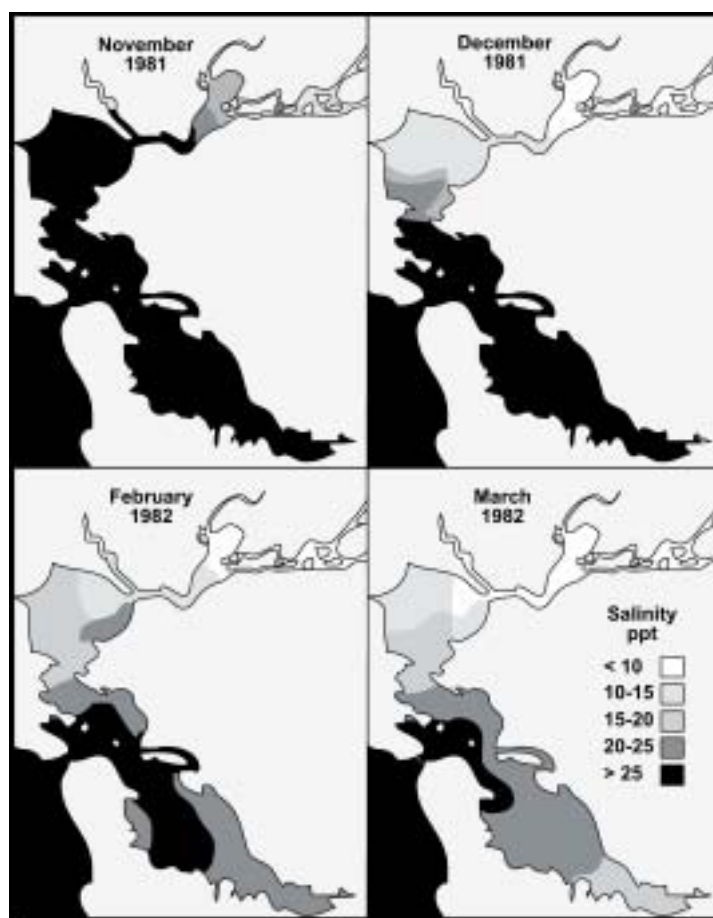 November
1981
December
1981
February
1982
March
1982
Salinity
ppt
< 10
10-15
15-20
20-25
> 25